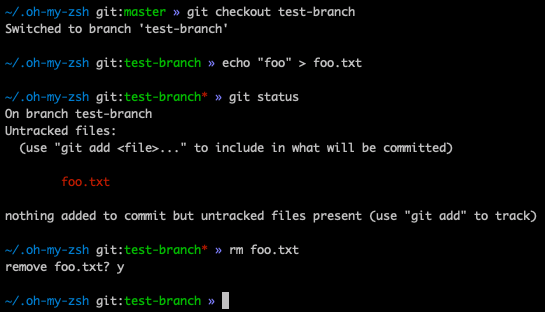 ~/.oh-my-zsh git:master » git checkout test-branch
Switched to branch 'test-branch'
~/.oh-my-zsh git:test-branch » echo "foo" > foo.txt
~/.oh-my-zsh git:test-branch* » git status
On branch test-branch
Untracked files:
(use "git add <file>..." to include in what will be committed)
foo.txt
nothing added to commit but untracked files present (use "git add" to track)
~/.oh-my-zsh git:test-branch* » rm foo.txt
remove foo.txt? y
~/.oh-my-zsh git:test-branch »